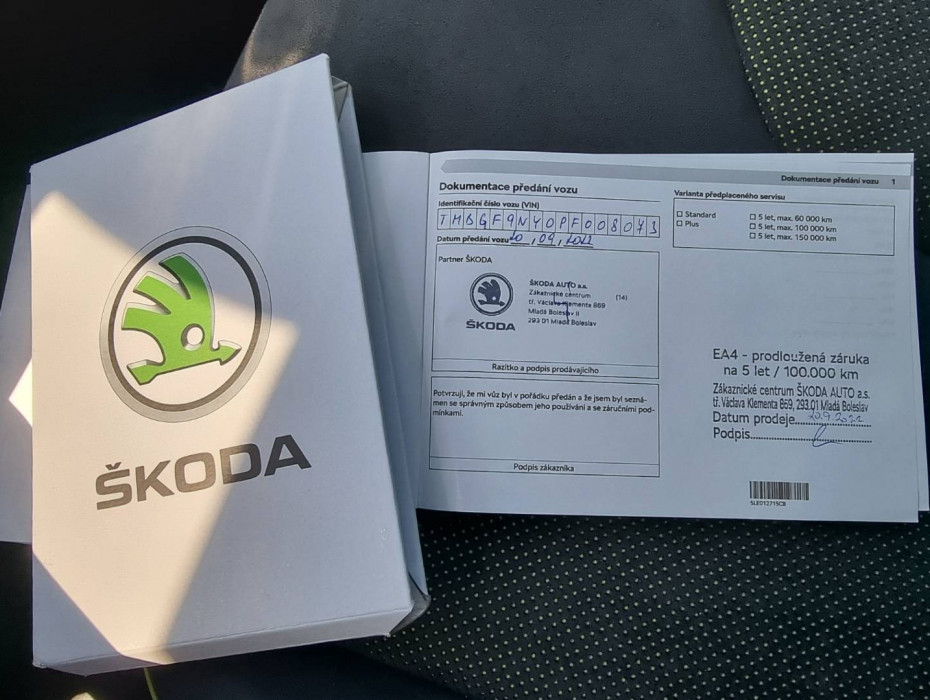 ŠKODA
Dokumentace předání vozu 1
Dokumentace předání vozu
Identifikační číslo vozu (VIN)
TMBGF9NY0PF008073
Datum předání vozu 20, 09, 2022
Partner ŠKODA
ŠKODA
ŠKODA AUTO a.s.
Zákaznické centrum
tř. Václava Klementa 869
Mladá Boleslav II
293 01 Mladá Boleslav
[14]
Razítko a podpis prodávajícího
Potvrzuji, že mi vůz byl v pořádku předán a že jsem byl sezná-
men se správným způsobem jeho používání a se záručními pod-
mínkami.
Podpis zákazníka
Varianta předplaceného servisu
Standard
Plus
5 let, max. 60 000 km
5 let, max. 100 000 km
5 let, max. 150 000 km
EA4 - prodloužená záruka
na 5 let / 100.000 km
Zákaznické centrum ŠKODA AUTO a.s.
tř. Václava Klementa 869, 293.01 Mladá Boleslav
Datum prodeje 20.9.2022
Podpis